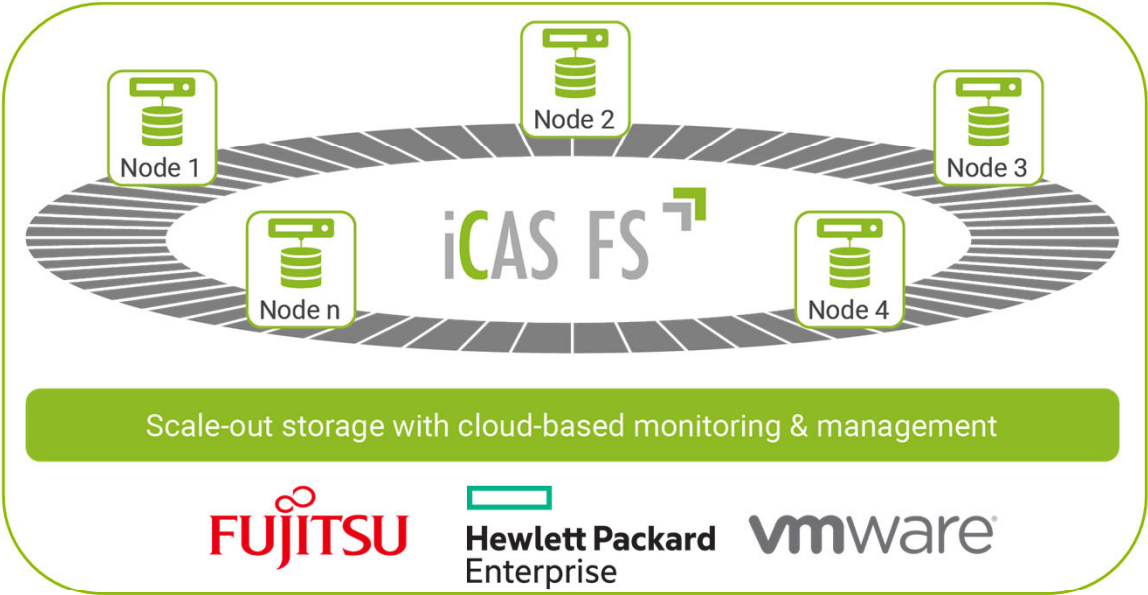 Node 2
Node 1
Node 3
iCAS FS
Node n
Node 4
Scale-out storage with cloud-based monitoring & management
FUJITSU
Hewlett Packard
Enterprise
vmware®